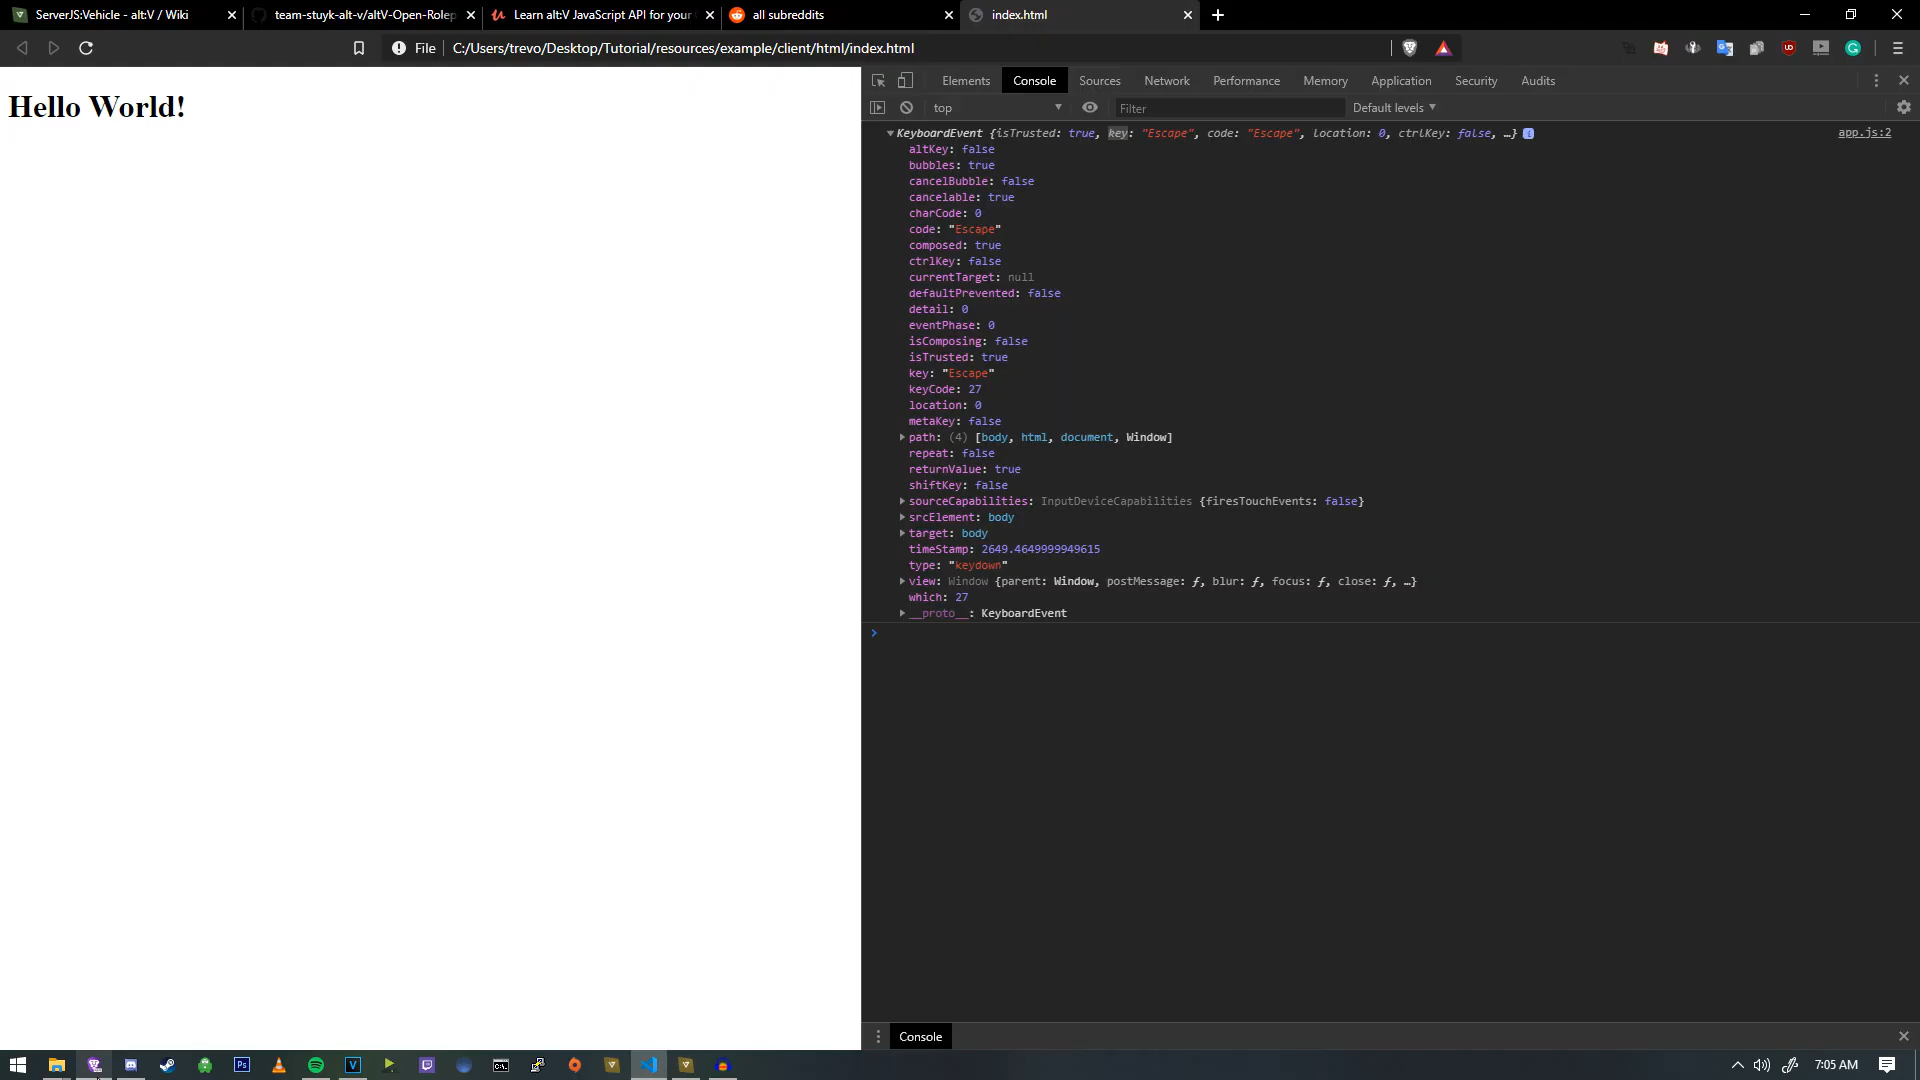 ServerJS:Vehicle - alt:V / Wiki
team-stuyk-alt-v/altV-Open-Rolep
Learn alt:V JavaScript API for your
all subreddits
index.html
File
C:/Users/trevo/Desktop/Tutorial/resources/example/client/html/index.html
Hello World!
Elements Console Sources Network Performance Memory Application Security Audits
top Filter Default levels
KeyboardEvent {isTrusted: true, key: "Escape", code: "Escape", location: 0, ctrlKey: false, …} app.js:2
altKey: false
bubbles: true
cancelBubble: false
cancelable: true
charCode: 0
code: "Escape"
composed: true
ctrlKey: false
currentTarget: null
defaultPrevented: false
detail: 0
eventPhase: 0
isComposing: false
isTrusted: true
key: "Escape"
keyCode: 27
location: 0
metaKey: false
path: (4) [body, html, document, Window]
repeat: false
returnValue: true
shiftKey: false
sourceCapabilities: InputDeviceCapabilities {firesTouchEvents: false}
srcElement: body
target: body
timeStamp: 2649.4649999949615
type: "keydown"
view: Window {parent: Window, postMessage: ƒ, blur: ƒ, focus: ƒ, close: ƒ, …}
which: 27
__proto__: KeyboardEvent
Console
7:05 AM